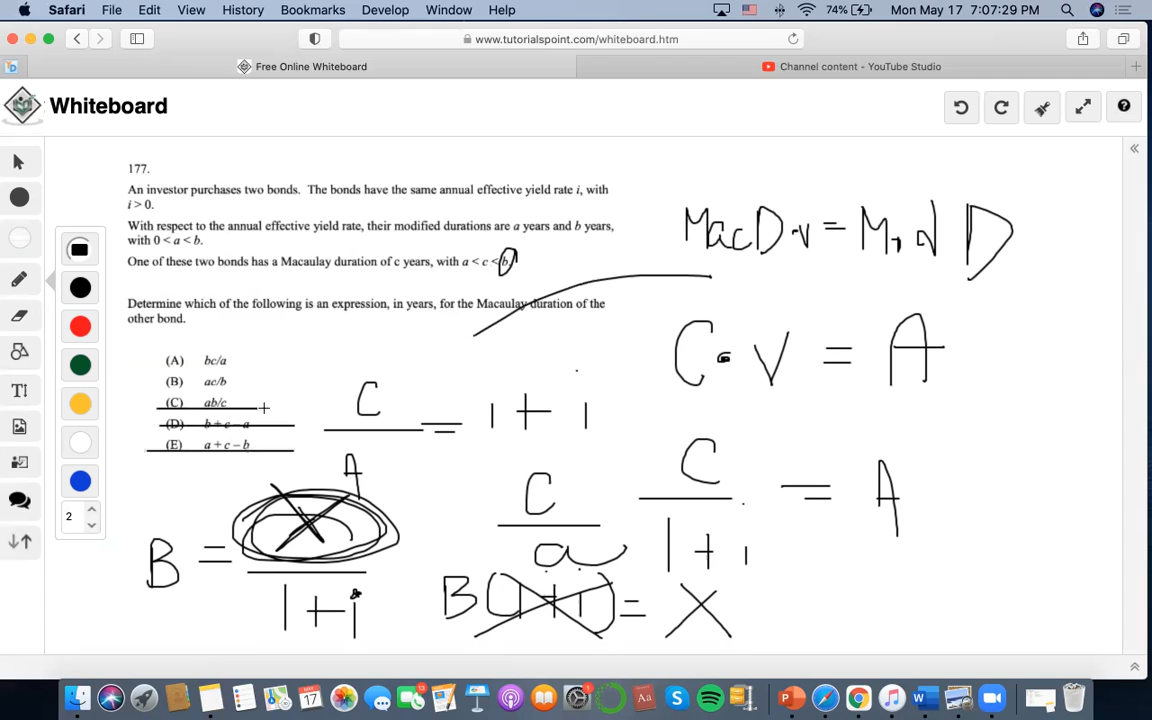 Safari File Edit View History Bookmarks Develop Window Help 74% Mon May 17 7:07:29 PM
www.tutorialspoint.com/whiteboard.htm
Free Online Whiteboard Channel content - YouTube Studio
Whiteboard
177.
An investor purchases two bonds. The bonds have the same annual effective yield rate i, with
i > 0.
With respect to the annual effective yield rate, their modified durations are a years and b years,
with 0 < a < b.
One of these two bonds has a Macaulay duration of c years, with a < c < b.
Determine which of the following is an expression, in years, for the Macaulay duration of the
other bond.
(A) bc/a
(B) ac/b
(C) ab/c
(D) b + c – a
(E) a + c – b
MacD · v = Mod D
C · V = A
C
= 1 + i
A
C
= A
1 + i
C
a
X
B =
1 + i
B(1+i) = X
2